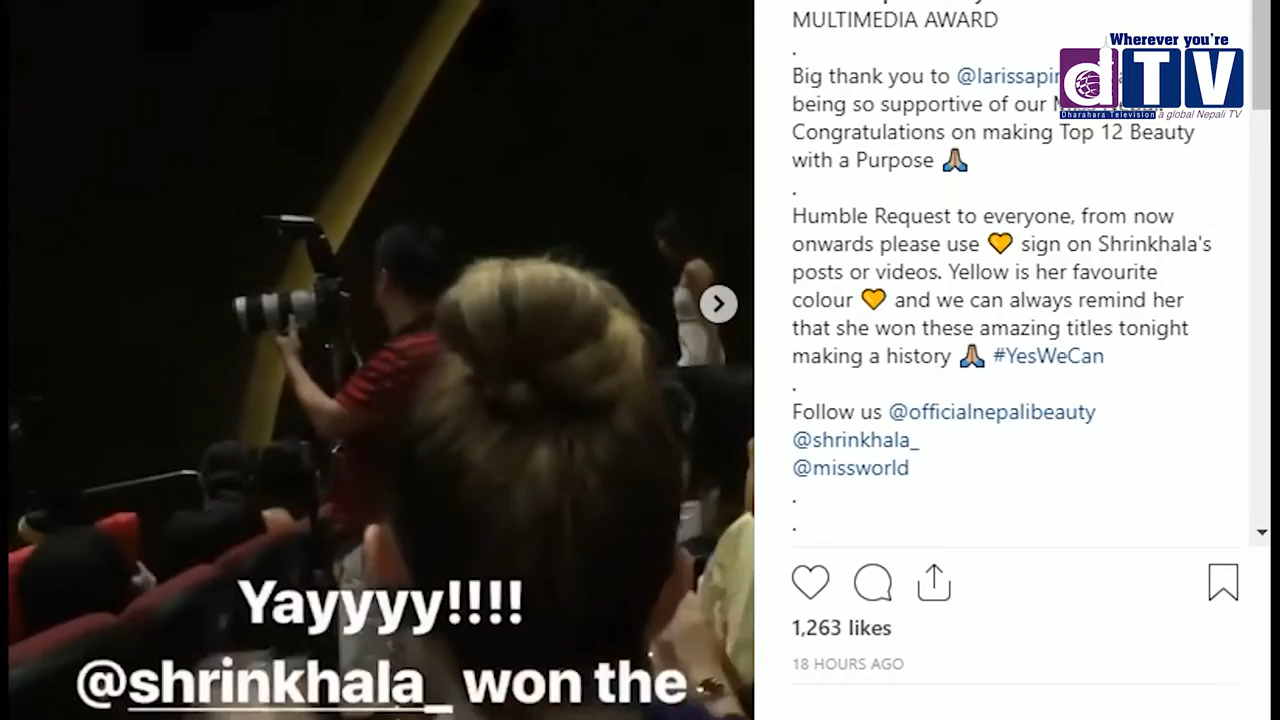 MULTIMEDIA AWARD
.
Big thank you to @larissapin
being so supportive of our
Congratulations on making Top 12 Beauty
with a Purpose 🙏
.
Humble Request to everyone, from now
onwards please use 💛 sign on Shrinkhala's
posts or videos. Yellow is her favourite
colour 💛 and we can always remind her
that she won these amazing titles tonight
making a history 🙏 #YesWeCan
.
Follow us @officialnepalibeauty
@shrinkhala_
@missworld
.
.
1,263 likes
18 HOURS AGO
Wherever you're
dTV
Dharahara Television a global Nepali TV
Yayyyy!!!!
@shrinkhala_ won the